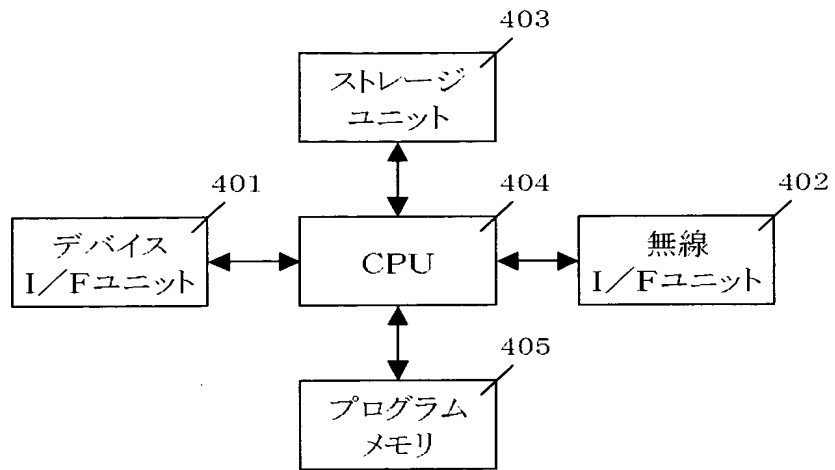 403
ストレージ
ユニット
401
デバイス
I／Fユニット
404
CPU
402
無線
I／Fユニット
405
プログラム
メモリ